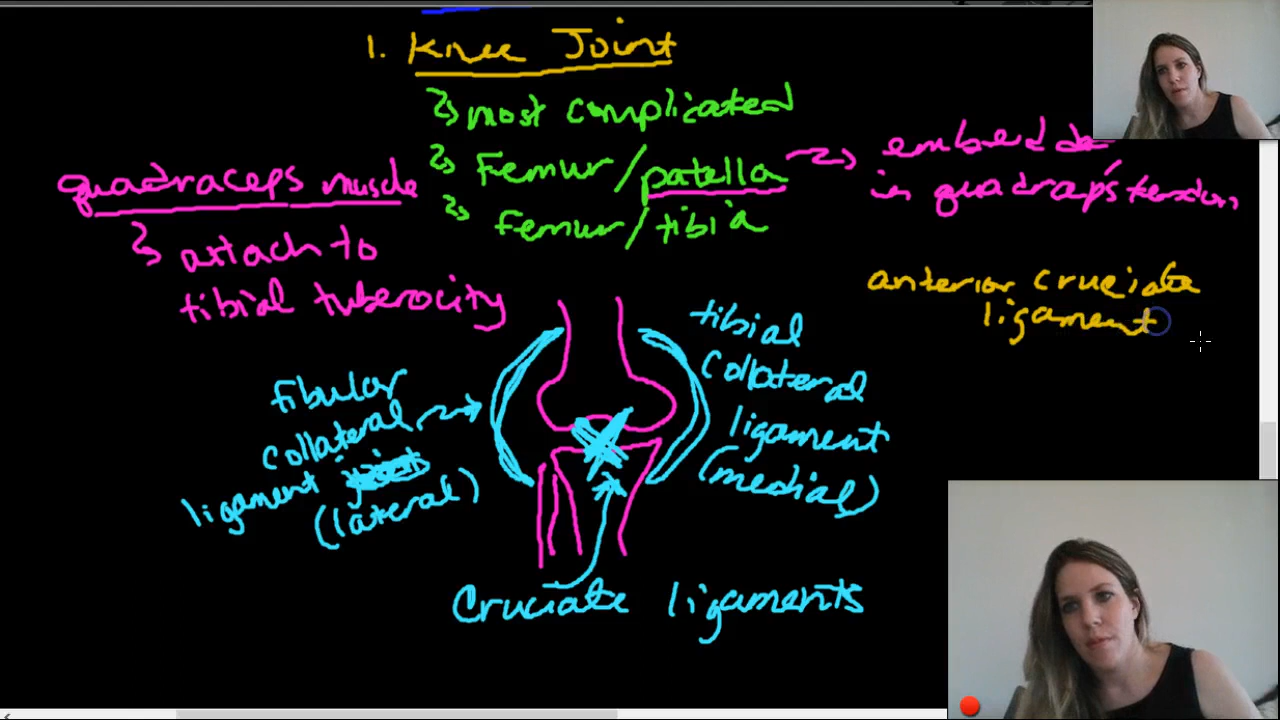 1. Knee Joint
most complicated
Femur/patella
Femur/tibia
embedded
in quadrap's tendon
quadraceps muscle
attach to
tibial tuberocity
anterior cruciate
ligament
tibial
collateral
ligament
(medial)
fibular
collateral
ligament
(lateral)
Cruciate ligaments